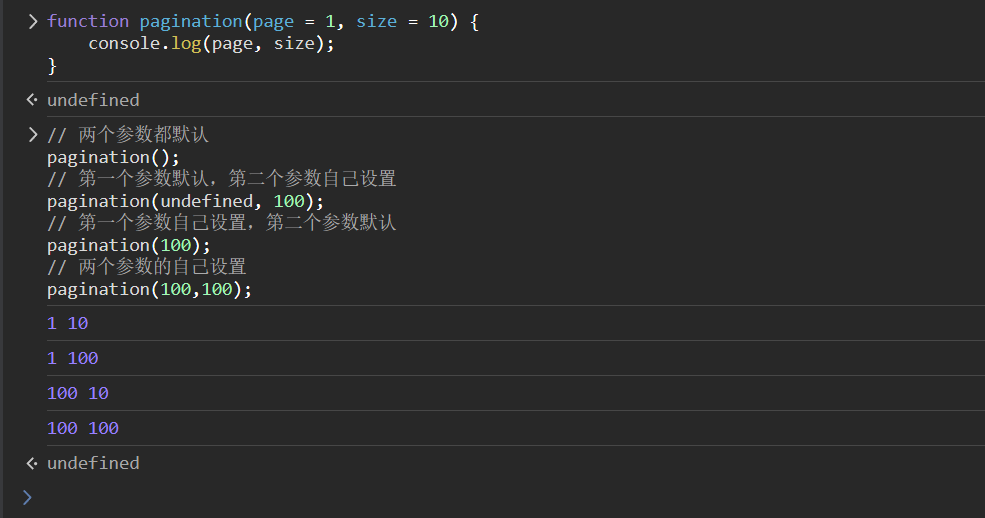 function pagination(page = 1, size = 10) {
    console.log(page, size);
}
undefined
// 两个参数都默认
pagination();
// 第一个参数默认，第二个参数自己设置
pagination(undefined, 100);
// 第一个参数自己设置，第二个参数默认
pagination(100);
// 两个参数的自己设置
pagination(100,100);
1 10
1 100
100 10
100 100
undefined